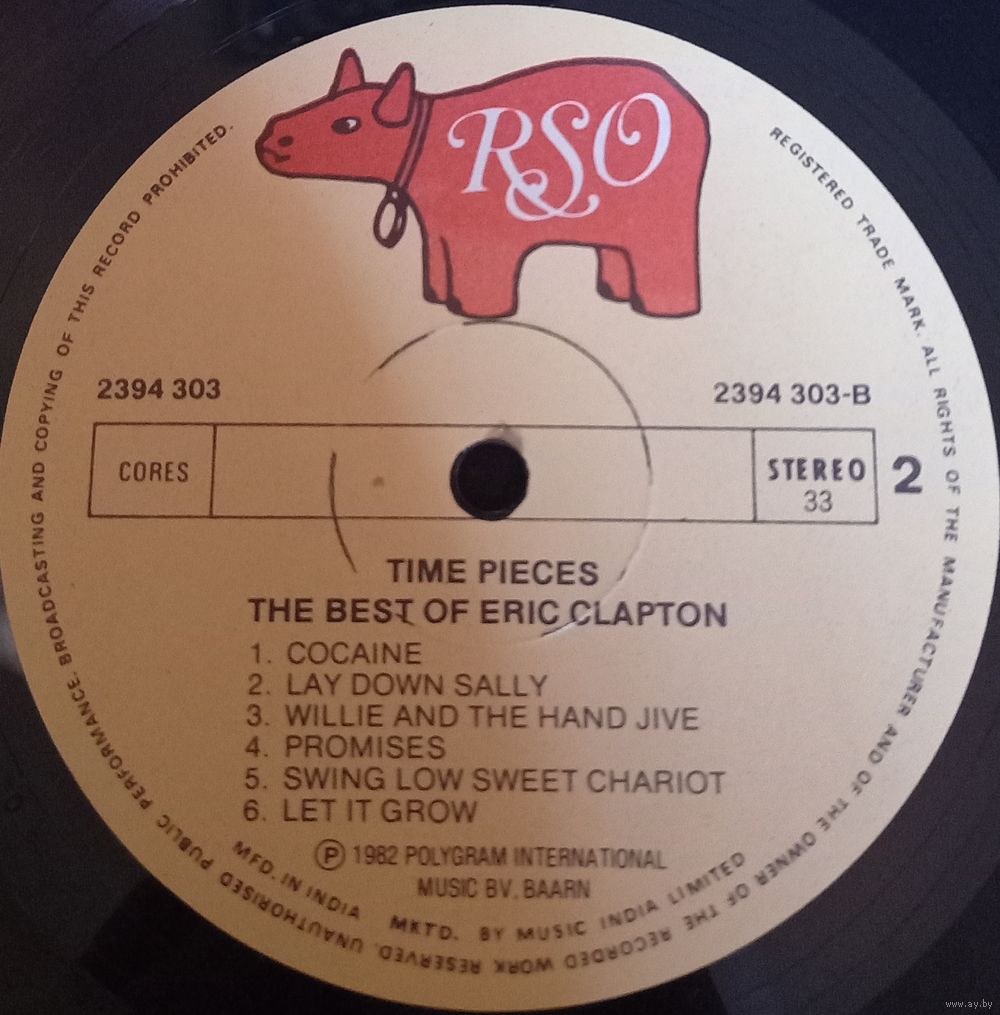 RSO
REGISTERED TRADE MARK. ALL RIGHTS OF THE MANUFACTURER AND OF THE OWNER OF THE RECORDED WORK RESERVED. UNAUTHORISED PUBLIC PERFORMANCE. BROADCASTING AND COPYING OF THIS RECORD PROHIBITED.
2394 303
2394 303-B
CORES
STEREO
33
2
TIME PIECES
THE BEST OF ERIC CLAPTON
1. COCAINE
2. LAY DOWN SALLY
3. WILLIE AND THE HAND JIVE
4. PROMISES
5. SWING LOW SWEET CHARIOT
6. LET IT GROW
Ⓟ 1982 POLYGRAM INTERNATIONAL
MUSIC BV. BAARN
MFD. IN INDIA MKTD. BY MUSIC INDIA LIMITED
www.ay.by